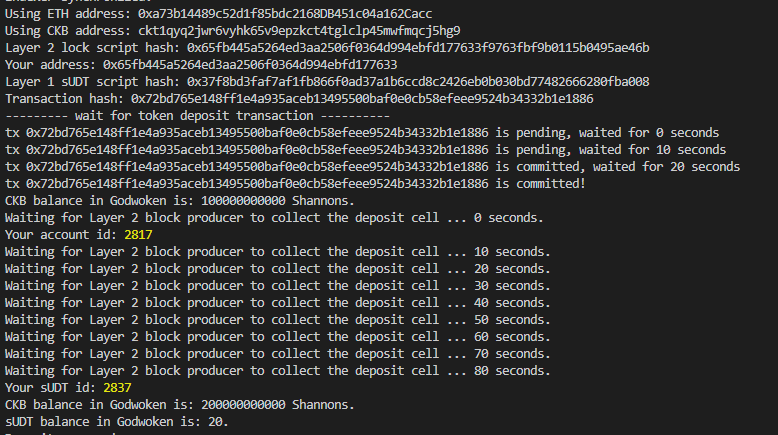 Using ETH address: 0xa73b14489c52d1f85bdc2168DB451c04a162Cacc
Using CKB address: ckt1qyq2jwr6vyhk65v9epzkct4tglclp45mwfmqcj5hg9
Layer 2 lock script hash: 0x65fb445a5264ed3aa2506f0364d994ebfd177633f9763fbf9b0115b0495ae46b
Your address: 0x65fb445a5264ed3aa2506f0364d994ebfd177633
Layer 1 sUDT script hash: 0x37f8bd3faf7af1fb866f0ad37a1b6ccd8c2426eb0b030bd77482666280fba008
Transaction hash: 0x72bd765e148ff1e4a935aceb13495500baf0e0cb58efeee9524b34332b1e1886
--------- wait for token deposit transaction ----------
tx 0x72bd765e148ff1e4a935aceb13495500baf0e0cb58efeee9524b34332b1e1886 is pending, waited for 0 seconds
tx 0x72bd765e148ff1e4a935aceb13495500baf0e0cb58efeee9524b34332b1e1886 is pending, waited for 10 seconds
tx 0x72bd765e148ff1e4a935aceb13495500baf0e0cb58efeee9524b34332b1e1886 is committed, waited for 20 seconds
tx 0x72bd765e148ff1e4a935aceb13495500baf0e0cb58efeee9524b34332b1e1886 is committed!
CKB balance in Godwoken is: 100000000000 Shannons.
Waiting for Layer 2 block producer to collect the deposit cell ... 0 seconds.
Your account id: 2817
Waiting for Layer 2 block producer to collect the deposit cell ... 10 seconds.
Waiting for Layer 2 block producer to collect the deposit cell ... 20 seconds.
Waiting for Layer 2 block producer to collect the deposit cell ... 30 seconds.
Waiting for Layer 2 block producer to collect the deposit cell ... 40 seconds.
Waiting for Layer 2 block producer to collect the deposit cell ... 50 seconds.
Waiting for Layer 2 block producer to collect the deposit cell ... 60 seconds.
Waiting for Layer 2 block producer to collect the deposit cell ... 70 seconds.
Waiting for Layer 2 block producer to collect the deposit cell ... 80 seconds.
Your sUDT id: 2837
CKB balance in Godwoken is: 200000000000 Shannons.
sUDT balance in Godwoken is: 20.